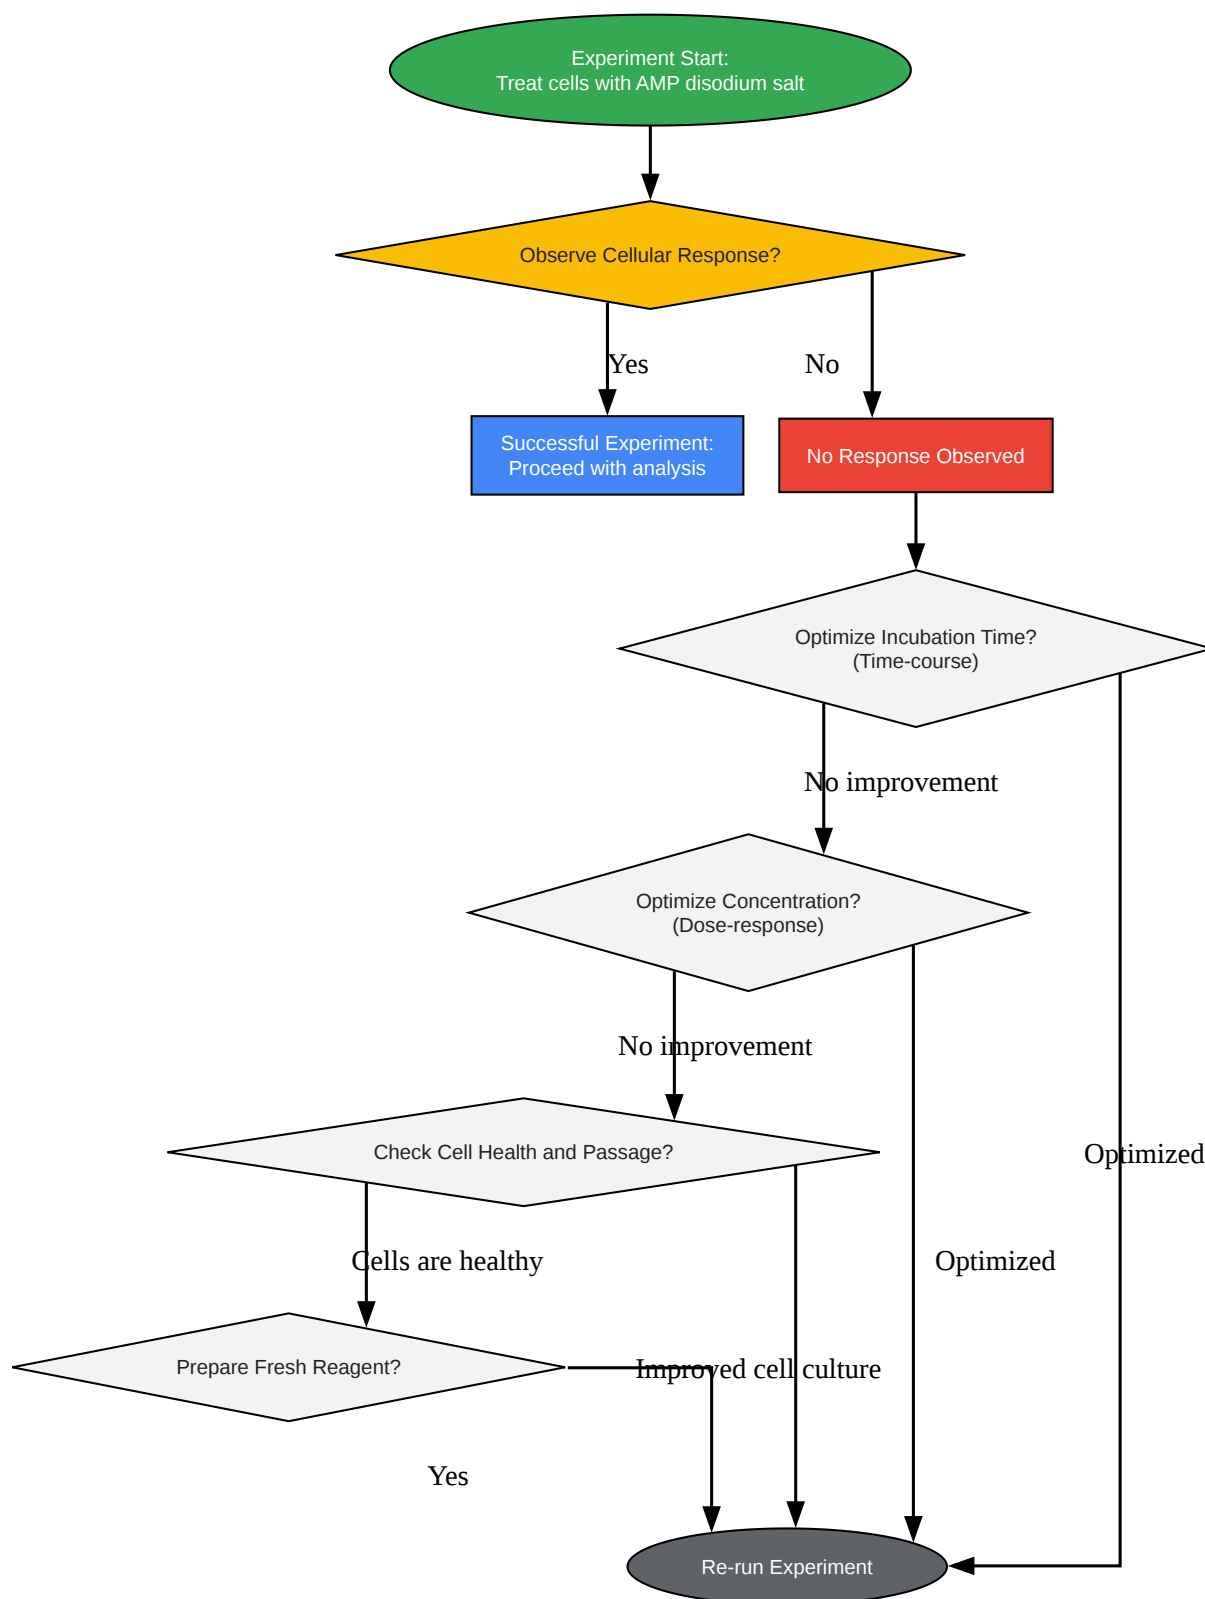 Experiment Start:
Treat cells with AMP disodium salt
Observe Cellular Response?
Yes
No
Successful Experiment:
Proceed with analysis
No Response Observed
Optimize Incubation Time?
(Time-course)
No improvement
Optimize Concentration?
(Dose-response)
No improvement
Check Cell Health and Passage?
Optimized
Cells are healthy
Optimized
Prepare Fresh Reagent?
Improved cell culture
Yes
Re-run Experiment